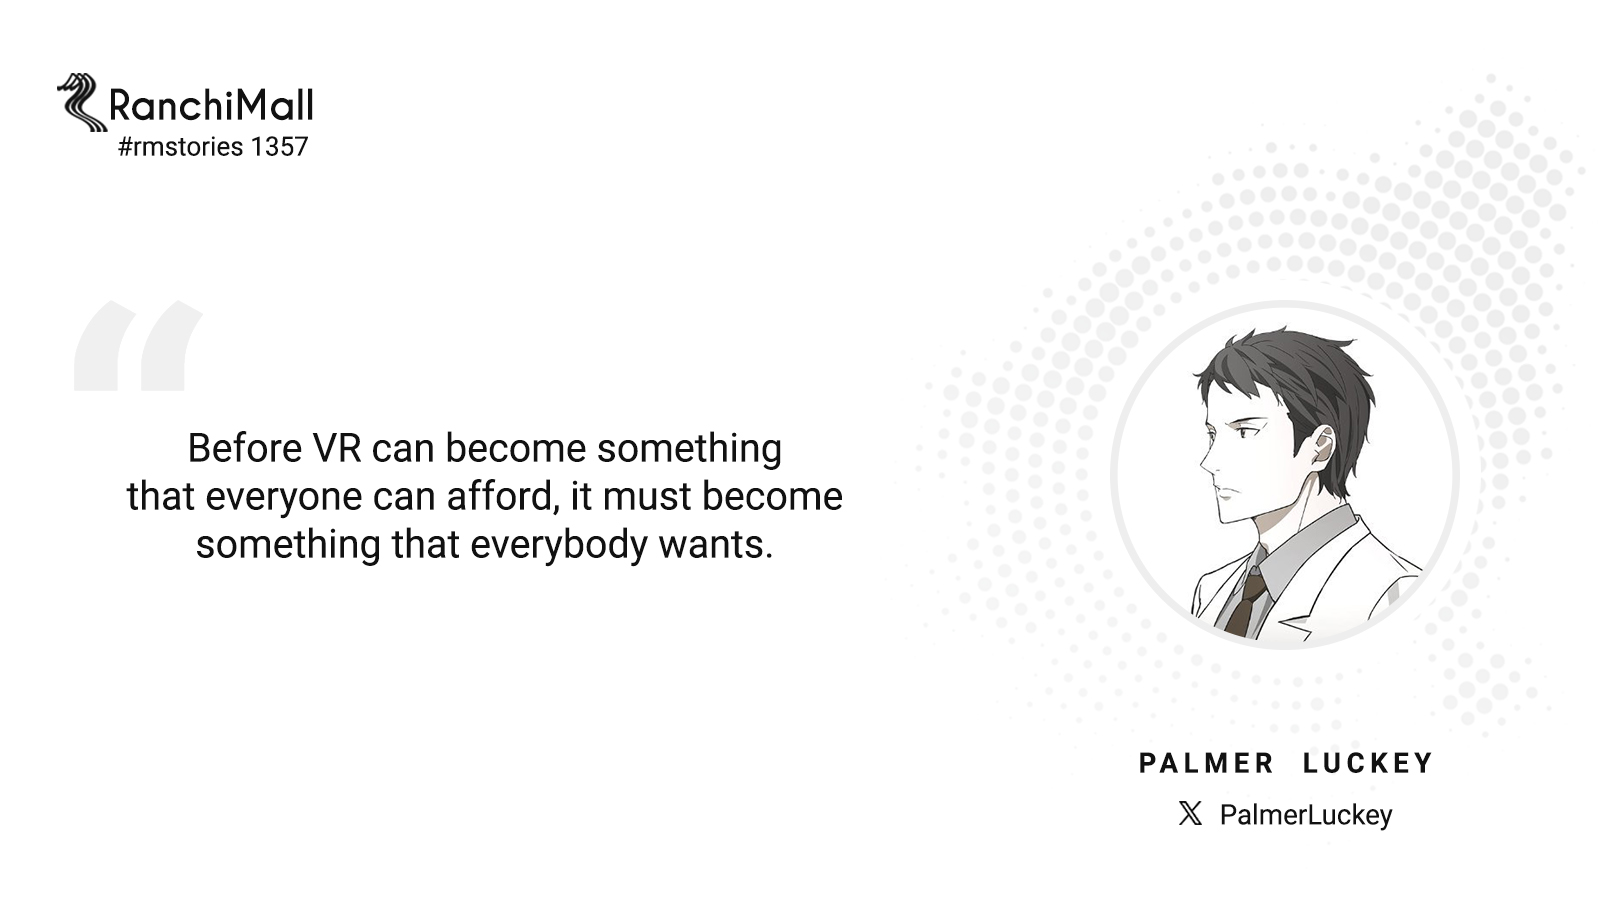 RanchiMall
#rmstories 1357
“
Before VR can become something
that everyone can afford, it must become
something that everybody wants.
PALMER LUCKEY
𝕏 PalmerLuckey